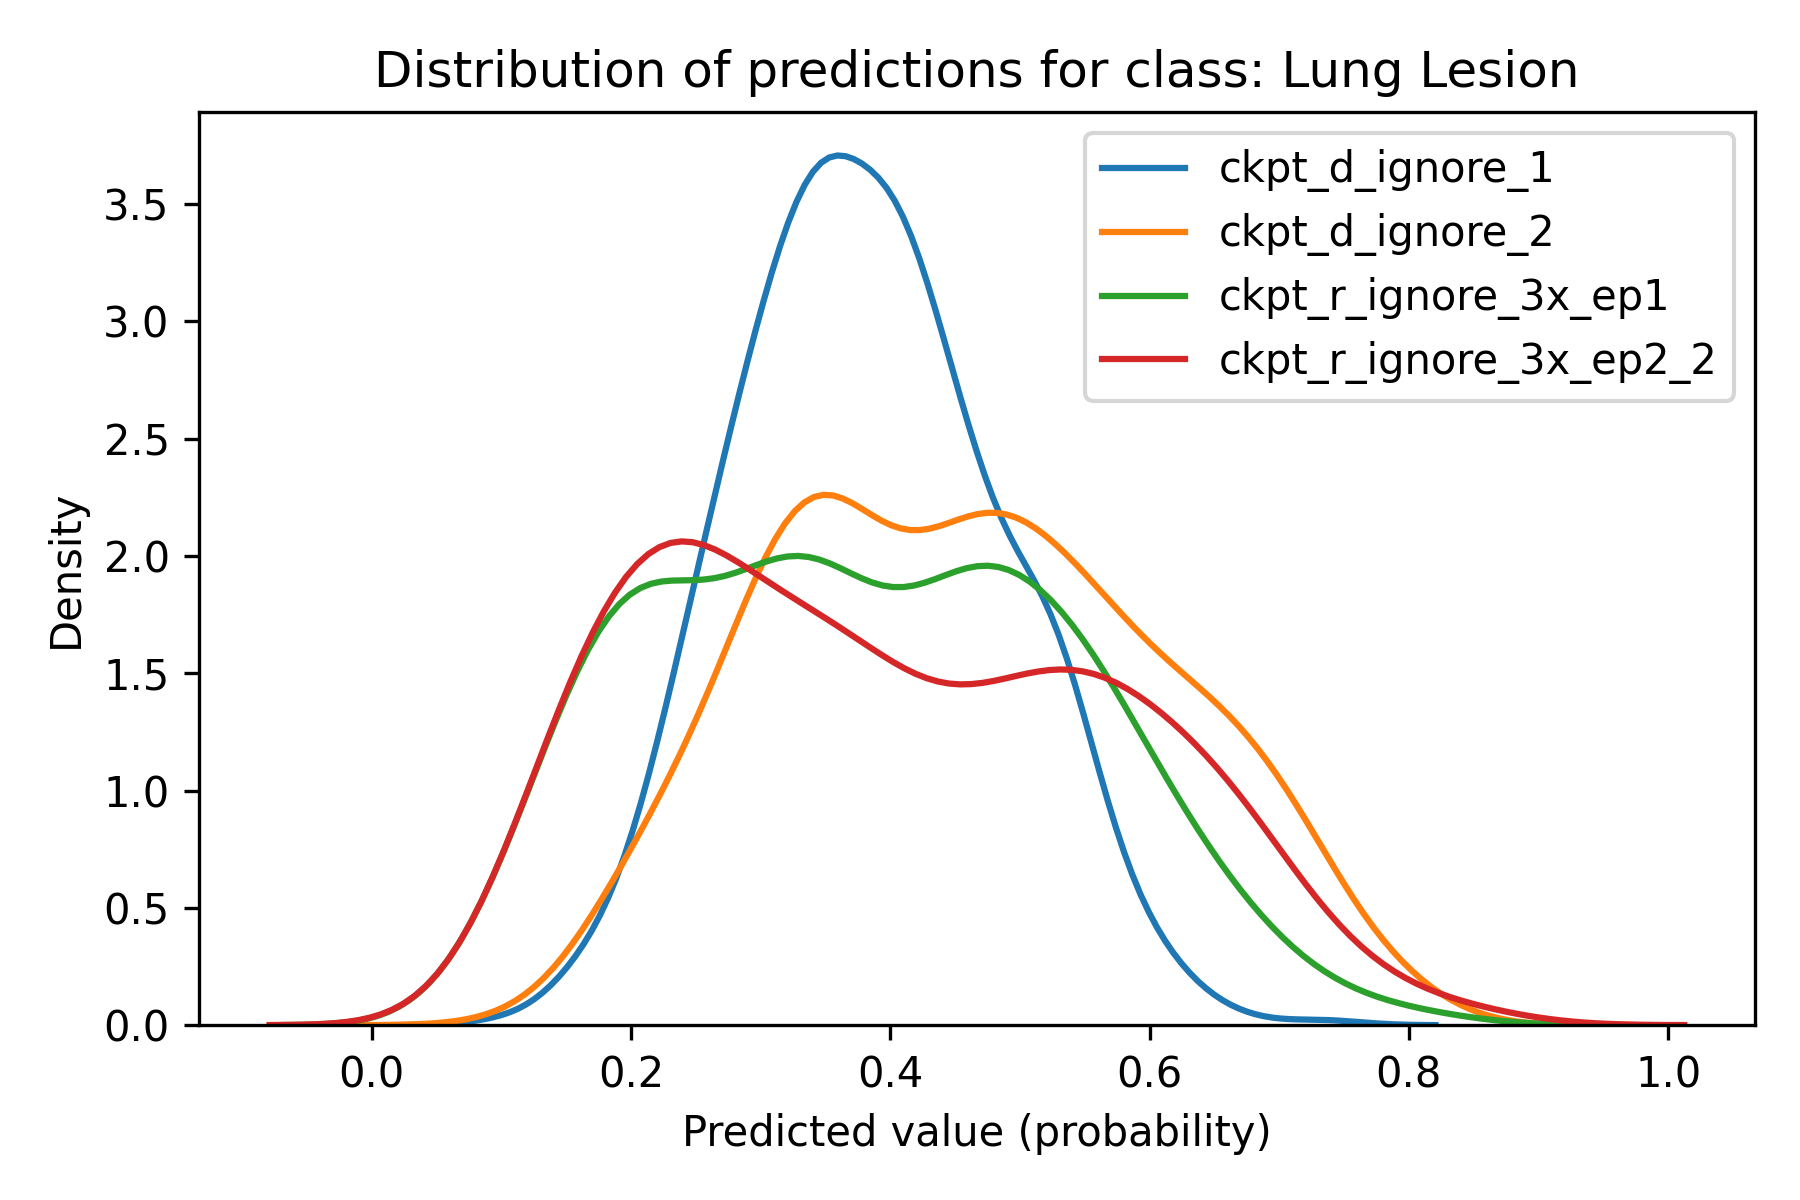 Distribution of predictions for class: Lung Lesion
ckpt_d_ignore_1
ckpt_d_ignore_2
ckpt_r_ignore_3x_ep1
ckpt_r_ignore_3x_ep2_2
Density
3.5
3.0
2.5
2.0
1.5
1.0
0.5
0.0
0.0 0.2 0.4 0.6 0.8 1.0
Predicted value (probability)